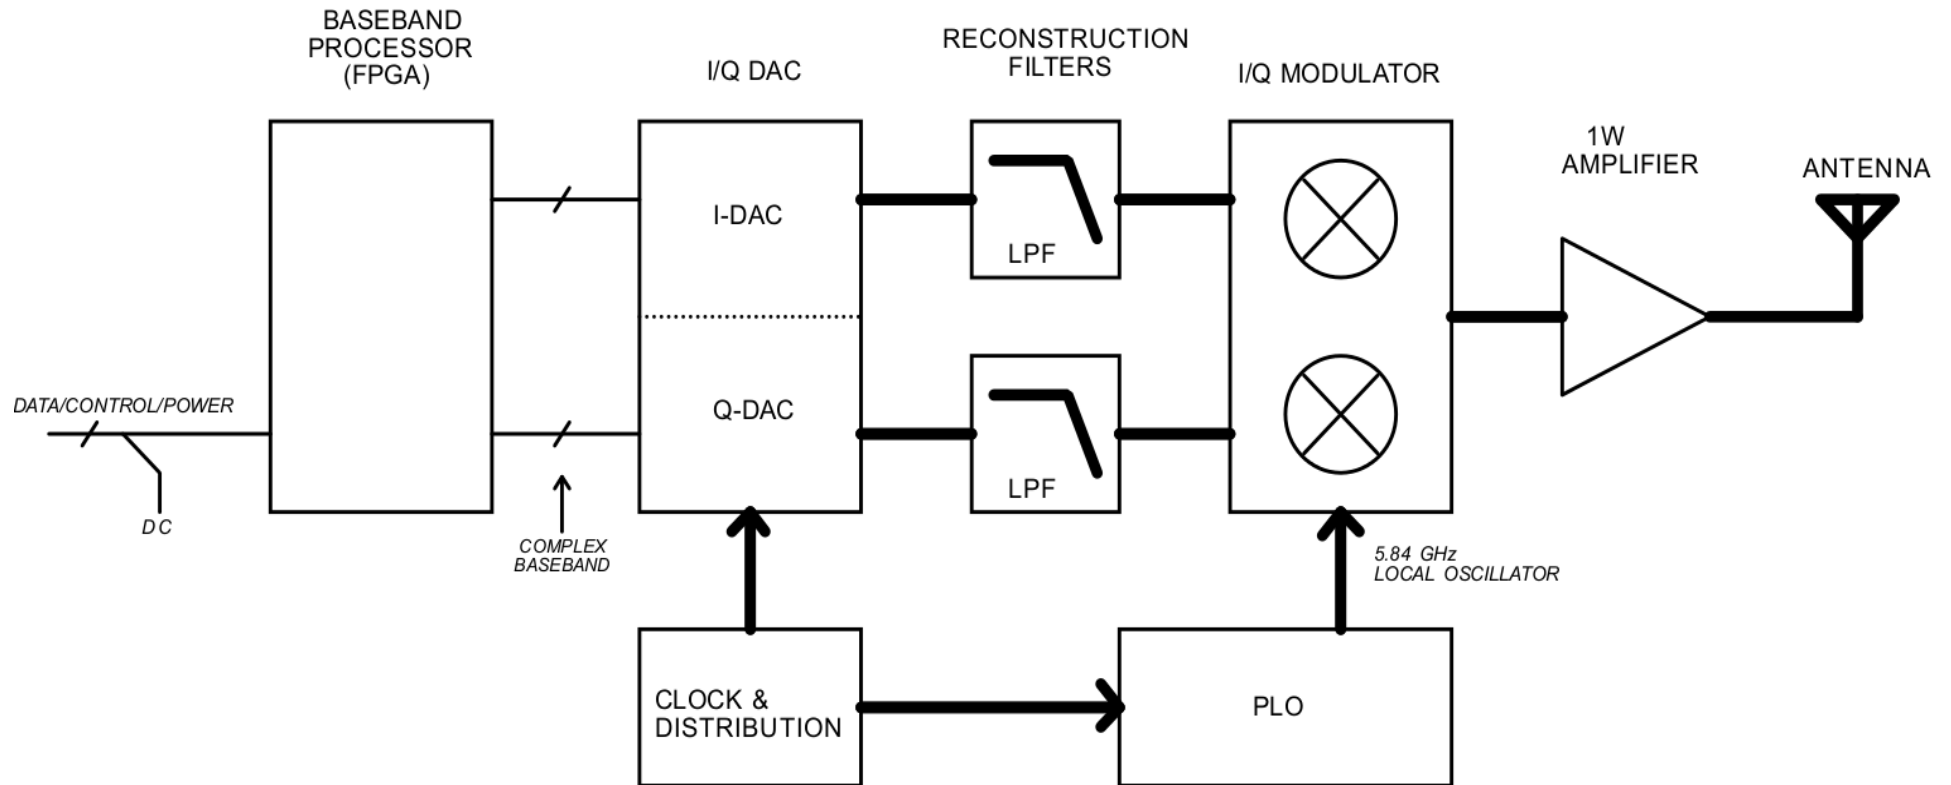 BASEBAND
PROCESSOR
(FPGA)
I/Q DAC
RECONSTRUCTION
FILTERS
I/Q MODULATOR
1W
AMPLIFIER
ANTENNA
I-DAC
LPF
DATA/CONTROL/POWER
Q-DAC
LPF
DC
COMPLEX
BASEBAND
5.84 GHz
LOCAL OSCILLATOR
CLOCK &
DISTRIBUTION
PLO